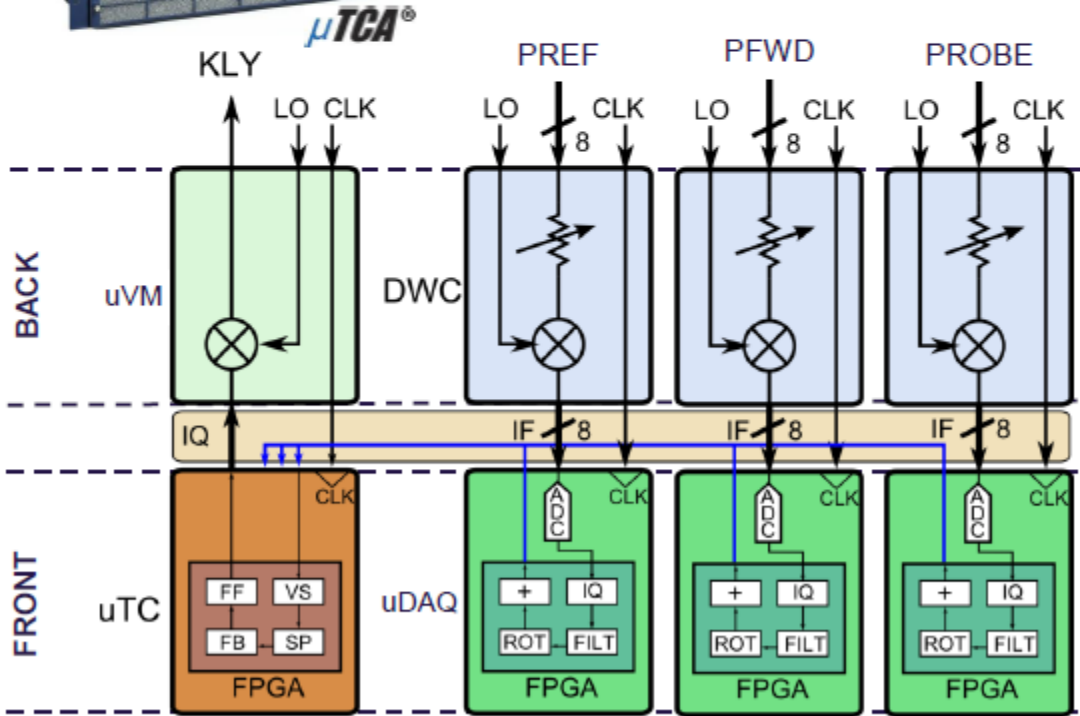 µTCA®
KLY
PREF
PFWD
PROBE
LO CLK
LO CLK
LO CLK
LO CLK
8
8
8
BACK
uVM
DWC
IQ
IF 8
IF 8
IF 8
CLK
CLK
CLK
CLK
ADC
ADC
ADC
FRONT
uTC
uDAQ
FF VS
FB SP
FPGA
+ IQ
ROT FILT
FPGA
+ IQ
ROT FILT
FPGA
+ IQ
ROT FILT
FPGA